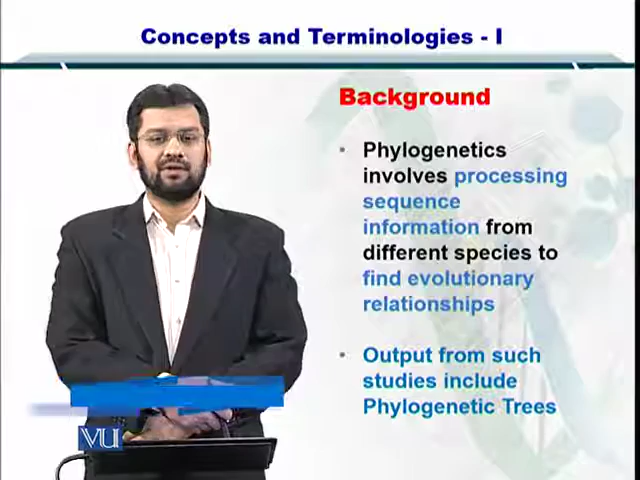 Concepts and Terminologies - I
Background
• Phylogenetics
involves processing
sequence
information from
different species to
find evolutionary
relationships
• Output from such
studies include
Phylogenetic Trees
VU